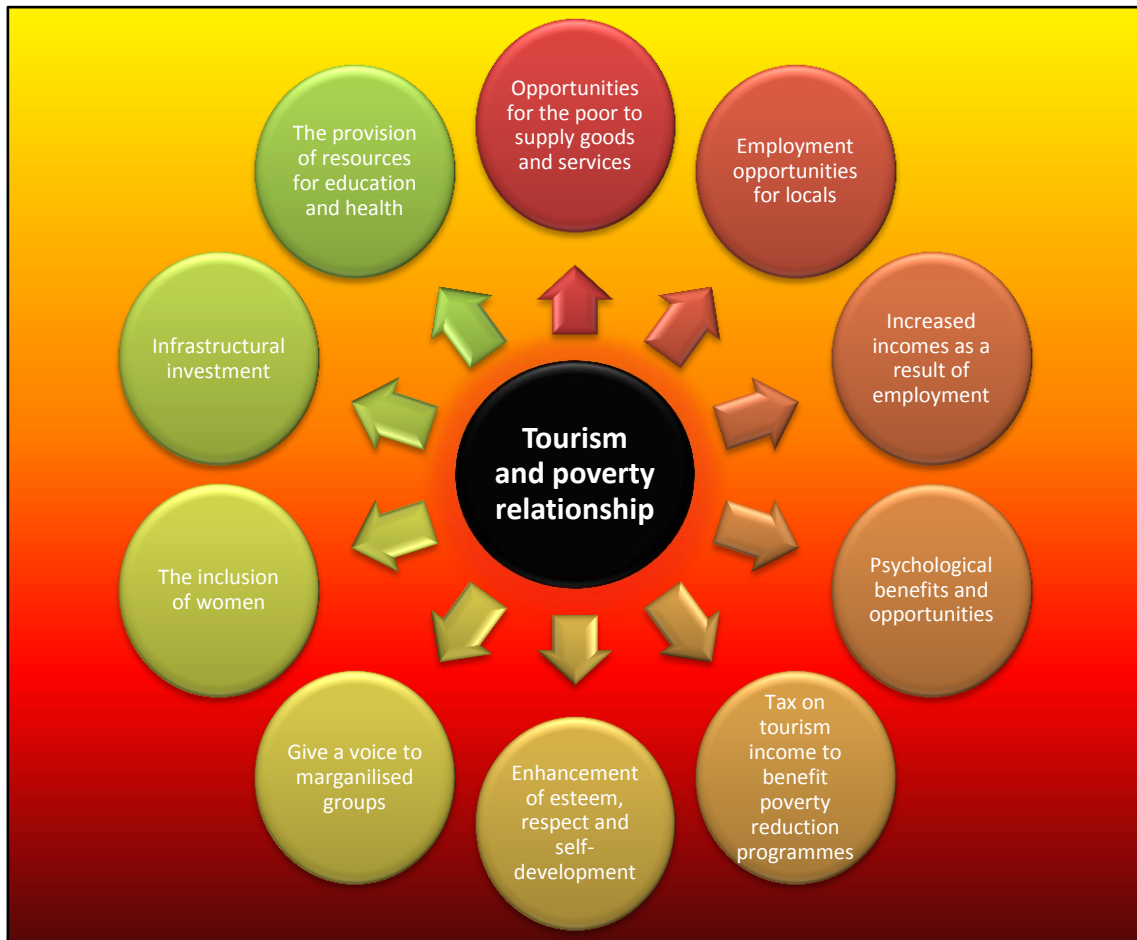 Opportunities
for the poor to
supply goods
and services
Employment
opportunities
for locals
Increased
incomes as a
result of
employment
Psychological
benefits and
opportunities
Tax on
tourism
income to
benefit
poverty
reduction
programmes
Enhancement
of esteem,
respect and
self-
development
Give a voice to
marganilised
groups
The inclusion
of women
Infrastructural
investment
The provision
of resources
for education
and health
Tourism
and poverty
relationship